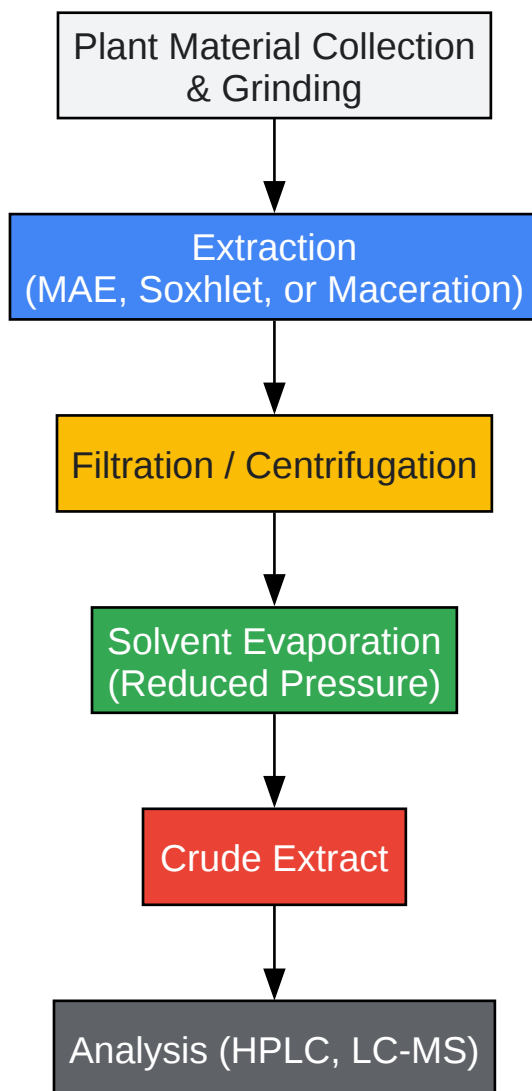 Plant Material Collection
& Grinding
Extraction
(MAE, Soxhlet, or Maceration)
Filtration / Centrifugation
Solvent Evaporation
(Reduced Pressure)
Crude Extract
Analysis (HPLC, LC-MS)